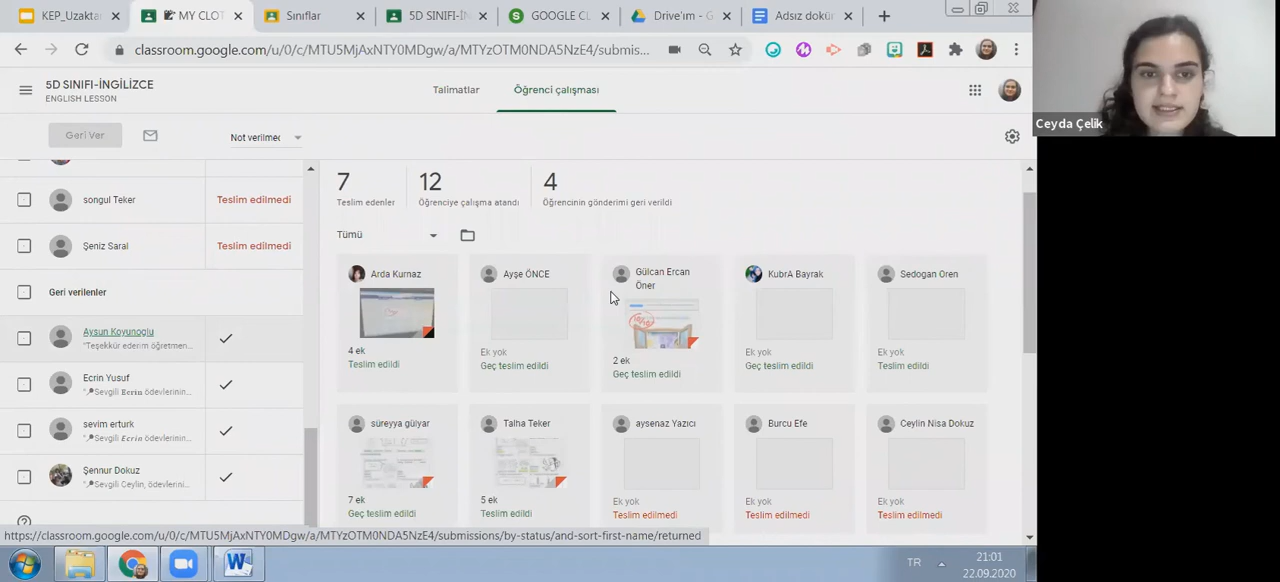 KEP_Uzakta
MY CLOT
Sınıflar
5D SINIFI-İN
GOOGLE CL
Drive'ım - G
Adsız dokü
classroom.google.com/u/0/c/MTU5MjAxNTY0MDgw/a/MTYzOTM0NDA5NzE4/submis...
5D SINIFI-İNGİLİZCE
ENGLISH LESSON
Talimatlar
Öğrenci çalışması
Ceyda Çelik
Geri Ver
Not verilmed
songul Teker
Teslim edilmedi
Şeniz Saral
Teslim edilmedi
Geri verilenler
Aysun Koyunoglu
"Teşekkür ederim öğretmen...
Ecrin Yusuf
Sevgili Ecrin ödevlerinin...
sevim erturk
Sevgili Ecrin ödevlerinin...
Şennur Dokuz
Sevgili Ceylin, ödevlerini...
7
Teslim edenler
12
Öğrenciye çalışma atandı
4
Öğrencinin gönderimi geri verildi
Tümü
Arda Kurnaz
4 ek
Teslim edildi
Ayşe ÖNCE
Ek yok
Geç teslim edildi
Gülcan Ercan
Öner
2 ek
Geç teslim edildi
KubrA Bayrak
Ek yok
Geç teslim edildi
Sedogan Oren
Ek yok
Teslim edildi
süreyya gülyar
7 ek
Geç teslim edildi
Talha Teker
5 ek
Teslim edildi
aysenaz Yazıcı
Ek yok
Teslim edilmedi
Burcu Efe
Ek yok
Teslim edilmedi
Ceylin Nisa Dokuz
Ek yok
Teslim edilmedi
https://classroom.google.com/u/0/c/MTU5MjAxNTY0MDgw/a/MTYzOTM0NDA5NzE4/submissions/by-status/and-sort-first-name/returned
TR
21:01
22.09.2020